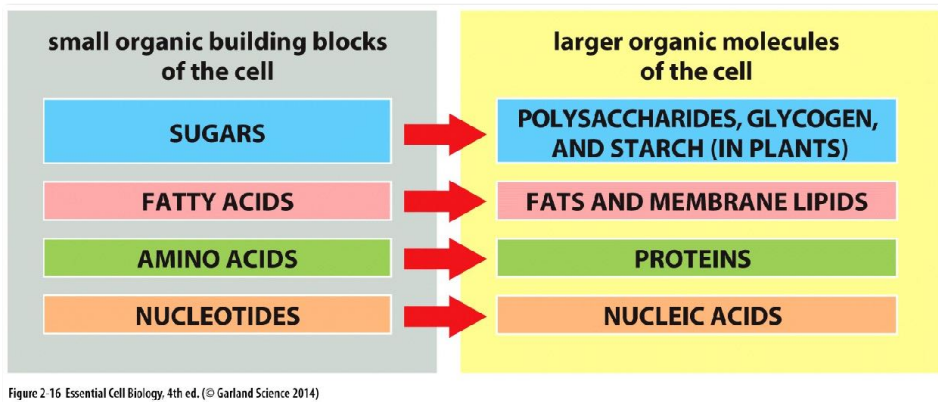 small organic building blocks
of the cell
larger organic molecules
of the cell
SUGARS
POLYSACCHARIDES, GLYCOGEN,
AND STARCH (IN PLANTS)
FATTY ACIDS
FATS AND MEMBRANE LIPIDS
AMINO ACIDS
PROTEINS
NUCLEOTIDES
NUCLEIC ACIDS
Figure 2-16 Essential Cell Biology, 4th ed. (© Garland Science 2014)